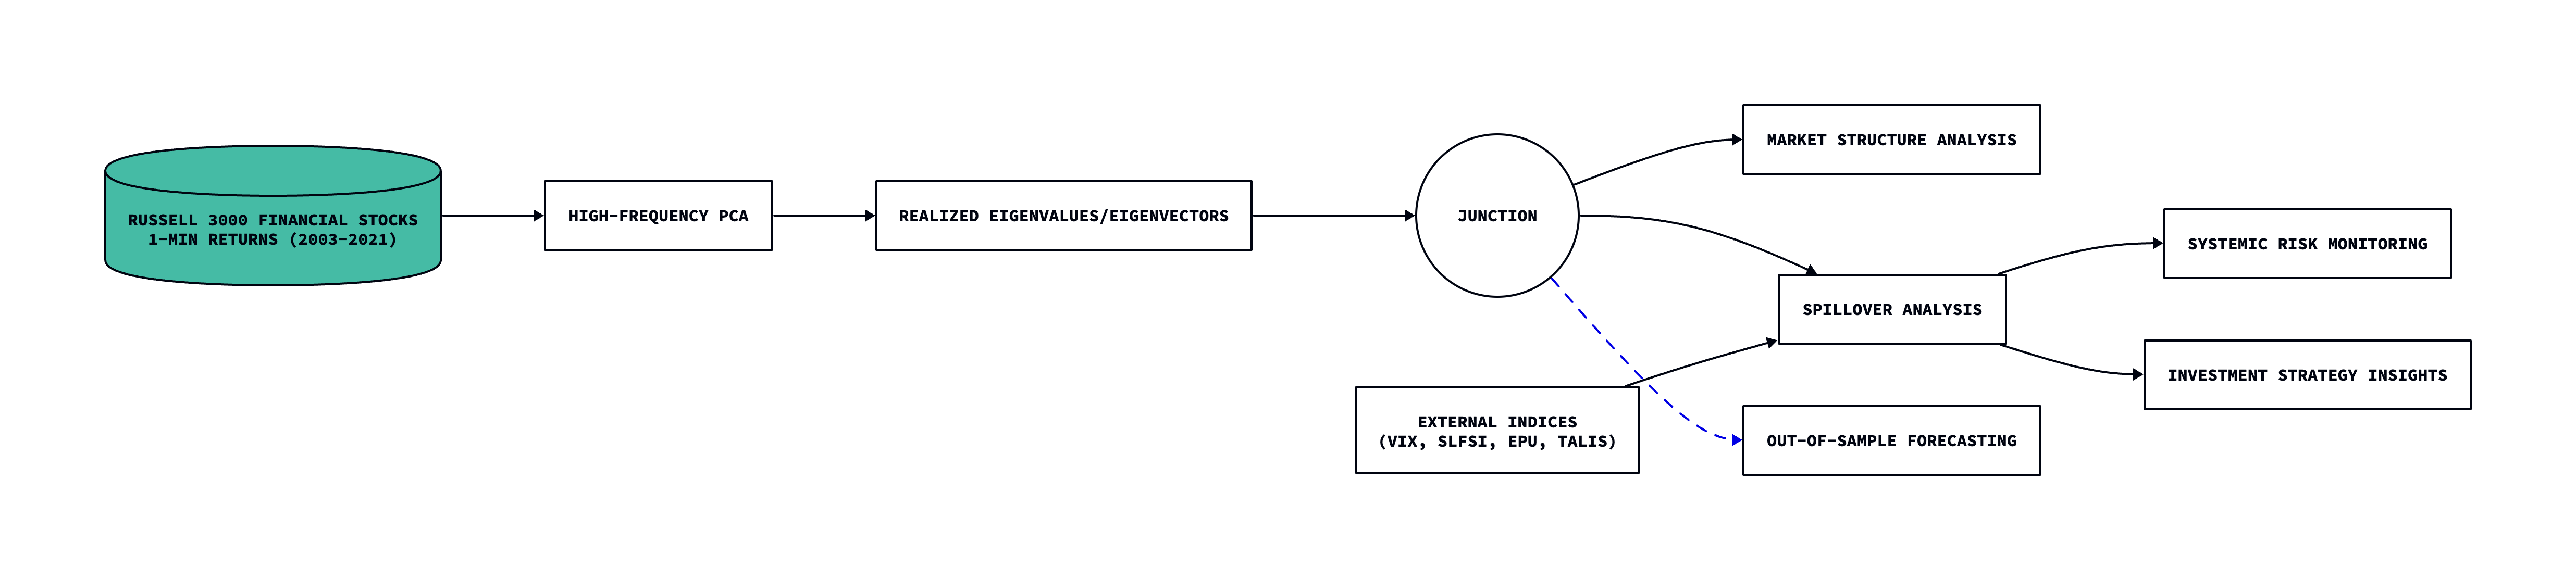 RUSSELL 3000 FINANCIAL STOCKS
1-MIN RETURNS (2003-2021)
HIGH-FREQUENCY PCA
REALIZED EIGENVALUES/EIGENVECTORS
JUNCTION
MARKET STRUCTURE ANALYSIS
SPILLOVER ANALYSIS
SYSTEMIC RISK MONITORING
INVESTMENT STRATEGY INSIGHTS
EXTERNAL INDICES
(VIX, SLFSI, EPU, TALIS)
OUT-OF-SAMPLE FORECASTING